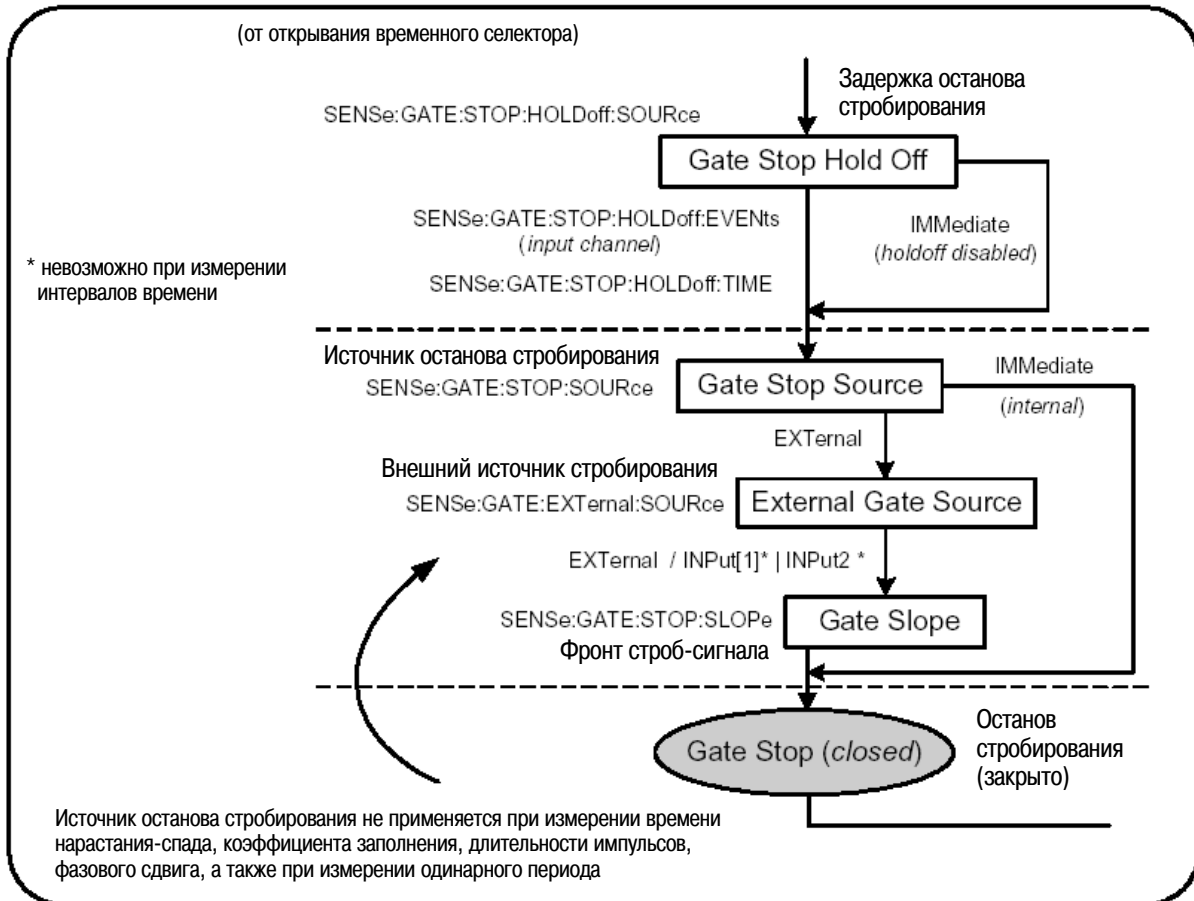 (от открывания временного селектора)
Задержка останова
стробирования
SENSe:GATE:STOP:HOLDoff:SOURce
Gate Stop Hold Off
SENSe:GATE:STOP:HOLDoff:EVENts
(input channel)
IMMediate
(holdoff disabled)
* невозможно при измерении
интервалов времени
SENSe:GATE:STOP:HOLDoff:TIME
Источник останова стробирования
SENSe:GATE:STOP:SOURce
Gate Stop Source
IMMediate
(internal)
EXTernal
Внешний источник стробирования
SENSe:GATE:EXTernal:SOURce
External Gate Source
EXTernal / INPut[1]* | INPut2 *
SENSe:GATE:STOP:SLOPe
Gate Slope
Фронт строб-сигнала
Gate Stop (closed)
Останов
стробирования
(закрыто)
Источник останова стробирования не применяется при измерении времени
нарастания-спада, коэффициента заполнения, длительности импульсов,
фазового сдвига, а также при измерении одинарного периода